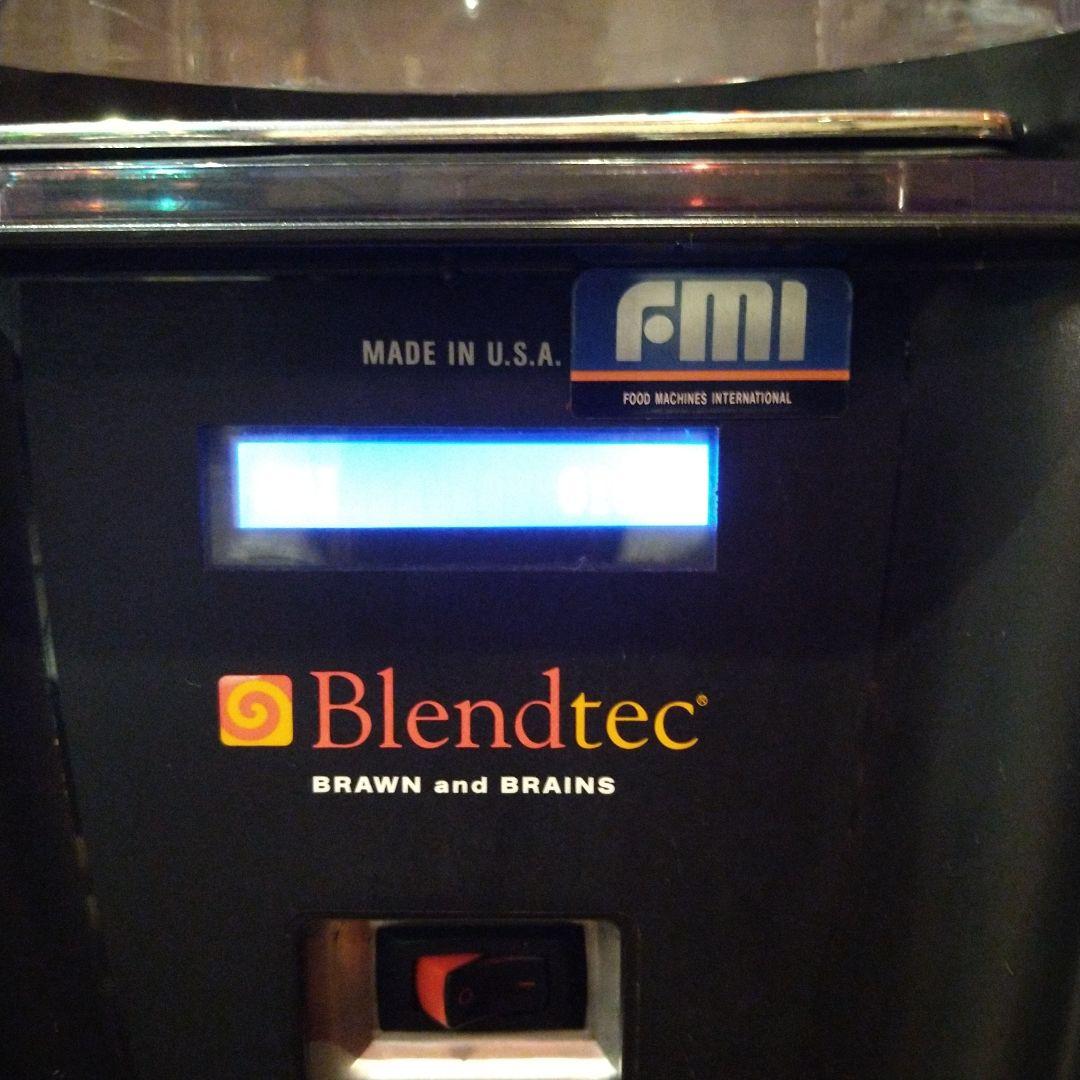 FMI
MADE IN U.S.A.
FOOD MACHINES INTERNATIONAL
Blendtec®
BRAWN and BRAINS